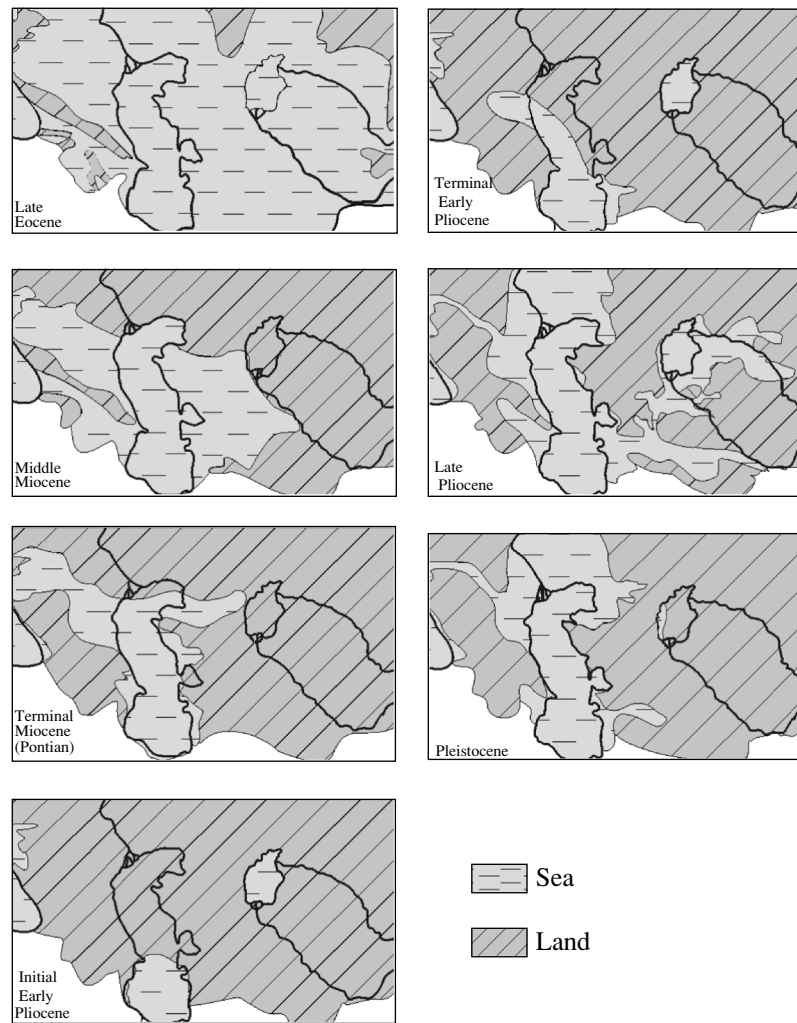 Late
Eocene
Middle
Miocene
Terminal
Miocene
(Pontian)
Initial
Early
Pliocene
Terminal
Early
Pliocene
Late
Pliocene
Pleistocene
Sea
Land